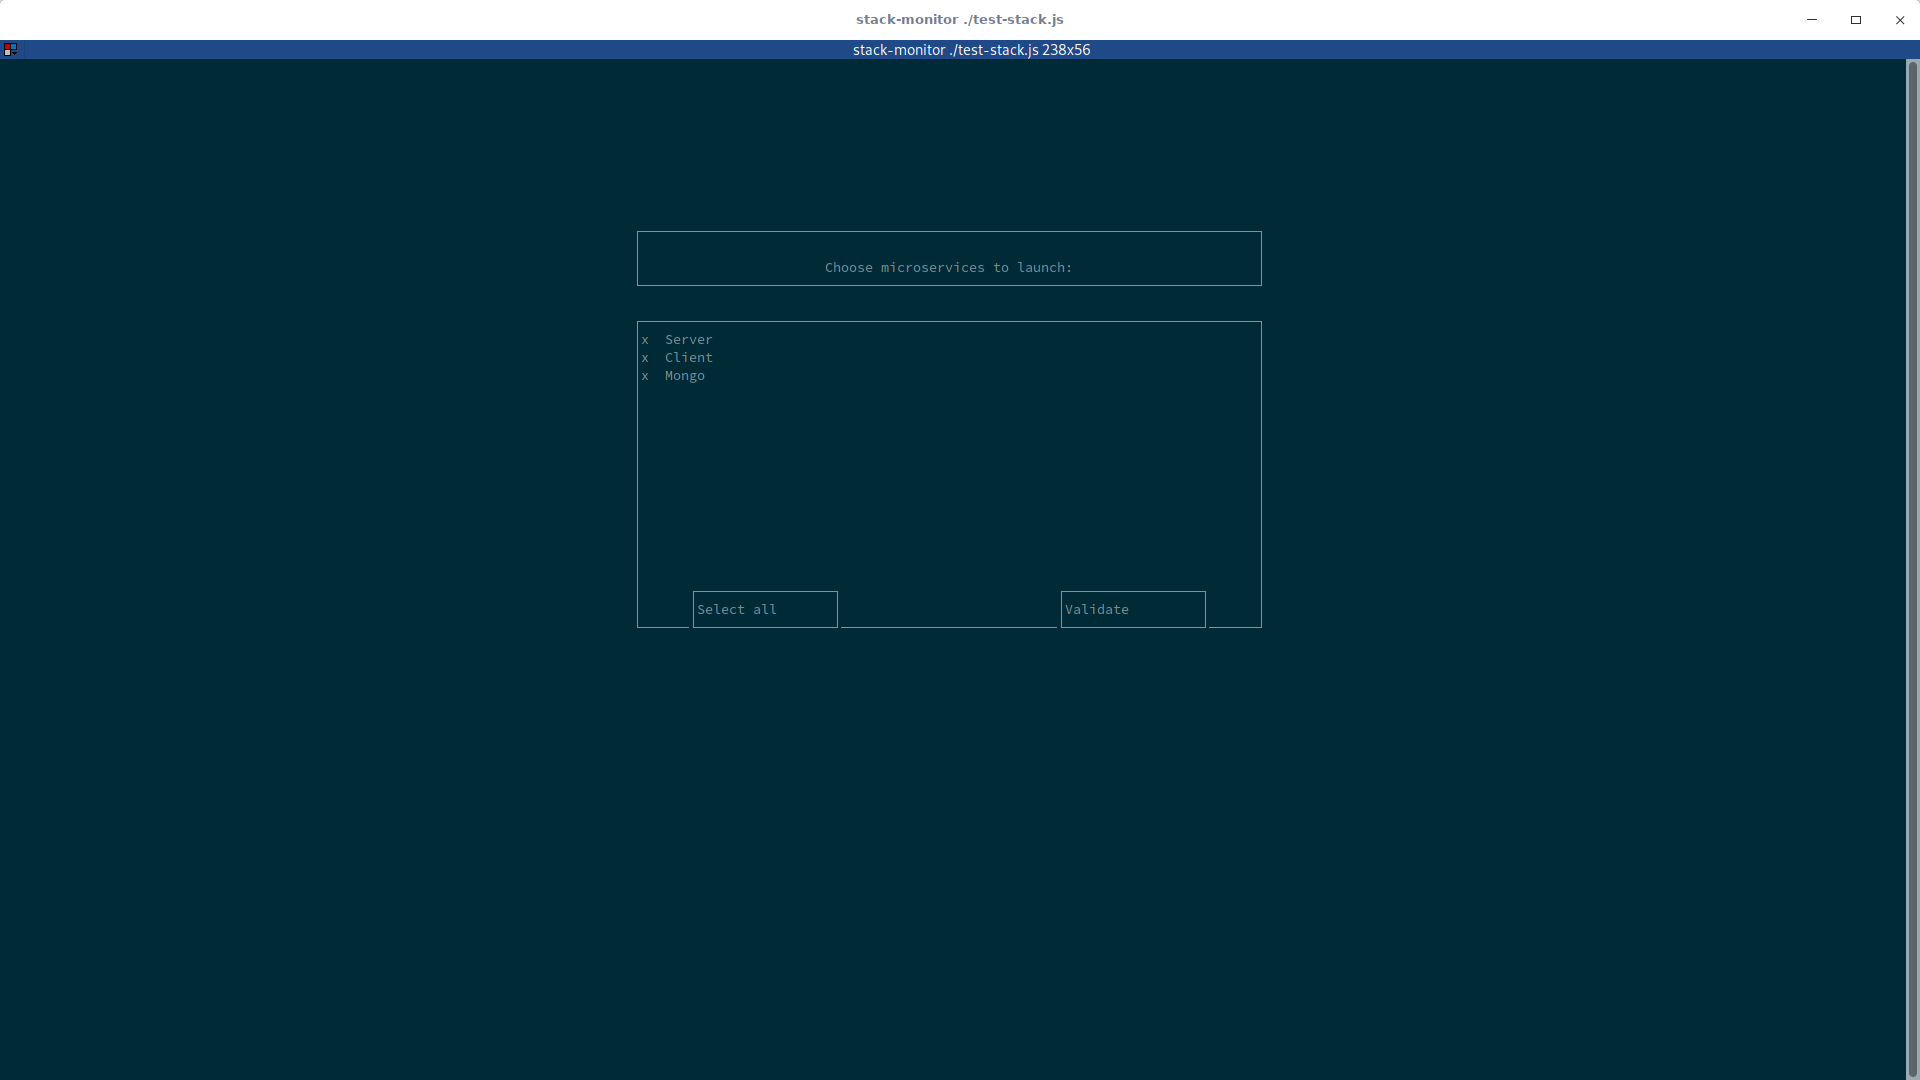 stack-monitor ./test-stack.js
stack-monitor ./test-stack.js 238x56
Choose microservices to launch:
x Server
x Client
x Mongo
Select all
Validate